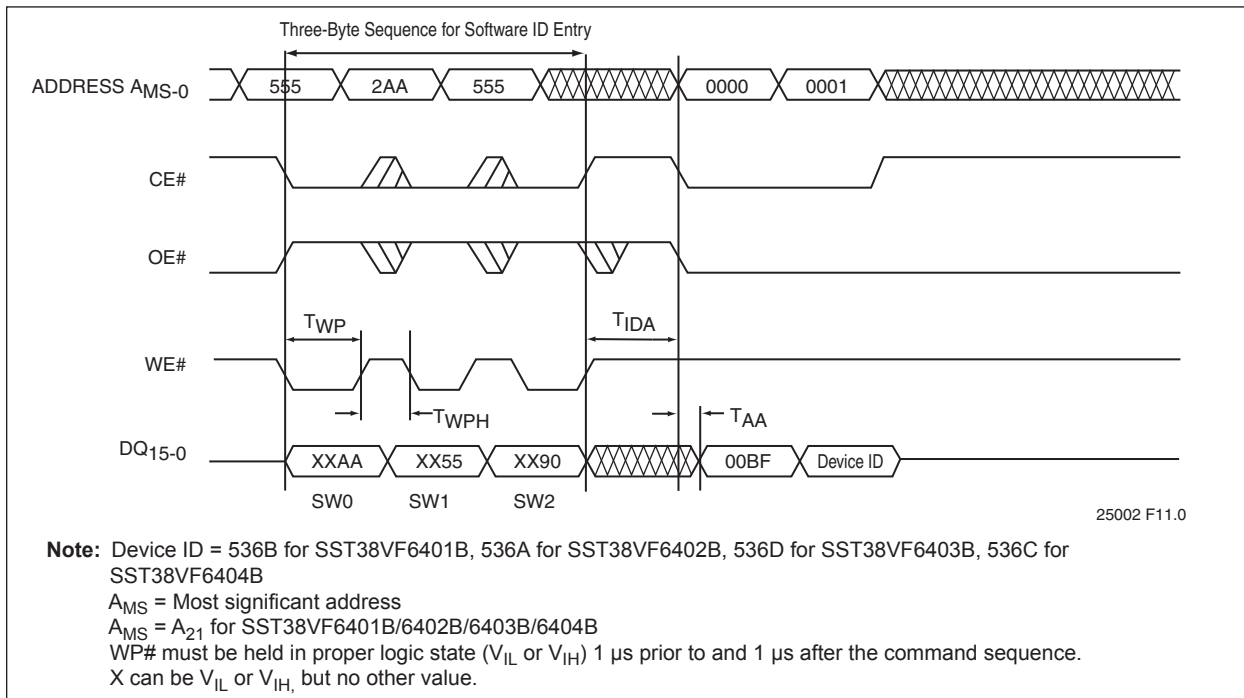 Three-Byte Sequence for Software ID Entry
ADDRESS AMS-0
555 2AA 555 0000 0001
CE#
OE#
TWP TIDA
WE#
TWPH TAA
DQ15-0
XXAA XX55 XX90 00BF Device ID
SW0 SW1 SW2
25002 F11.0
Note: Device ID = 536B for SST38VF6401B, 536A for SST38VF6402B, 536D for SST38VF6403B, 536C for
SST38VF6404B
AMS = Most significant address
AMS = A21 for SST38VF6401B/6402B/6403B/6404B
WP# must be held in proper logic state (VIL or VIH) 1 µs prior to and 1 µs after the command sequence.
X can be VIL or VIH, but no other value.